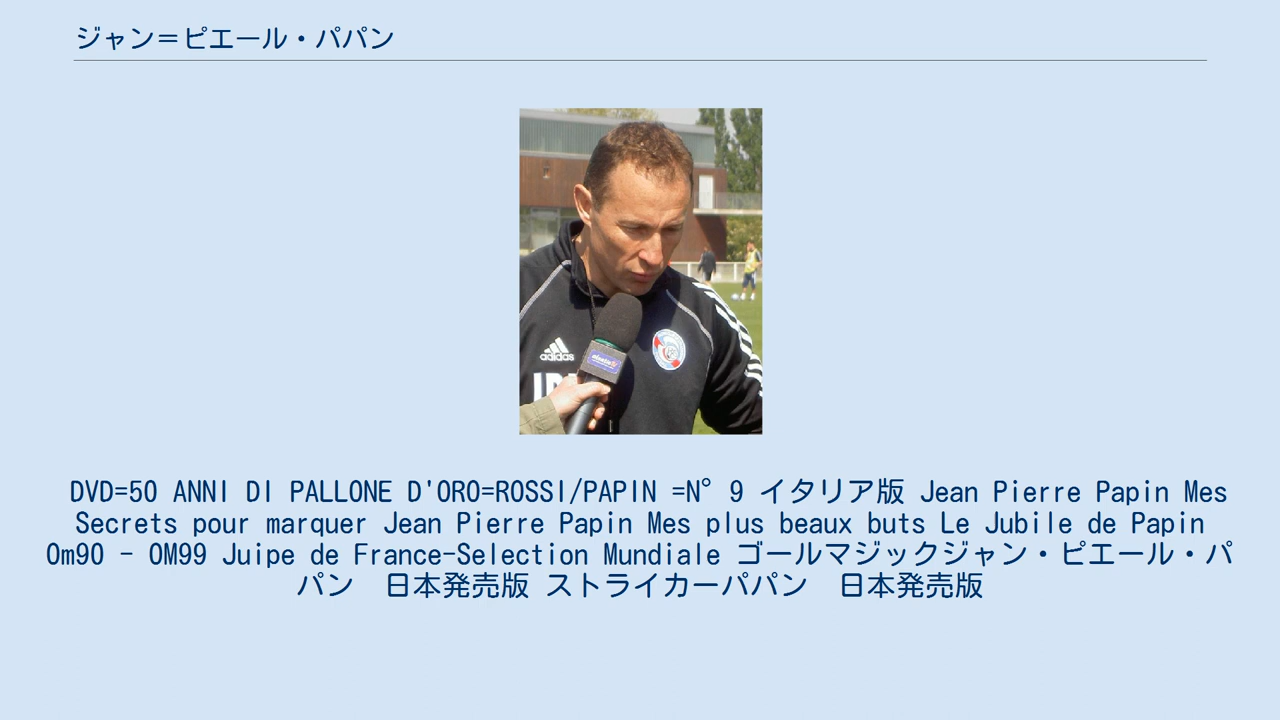 ジャン＝ピエール・パパン
adidas
DVD=50 ANNI DI PALLONE D'ORO=ROSSI/PAPIN =N° 9 イタリア版 Jean Pierre Papin Mes
Secrets pour marquer Jean Pierre Papin Mes plus beaux buts Le Jubile de Papin
Om90 - OM99 Juipe de France-Selection Mundiale ゴールマジックジャン・ピエール・パ
パン　日本発売版 ストライカーパパン　日本発売版